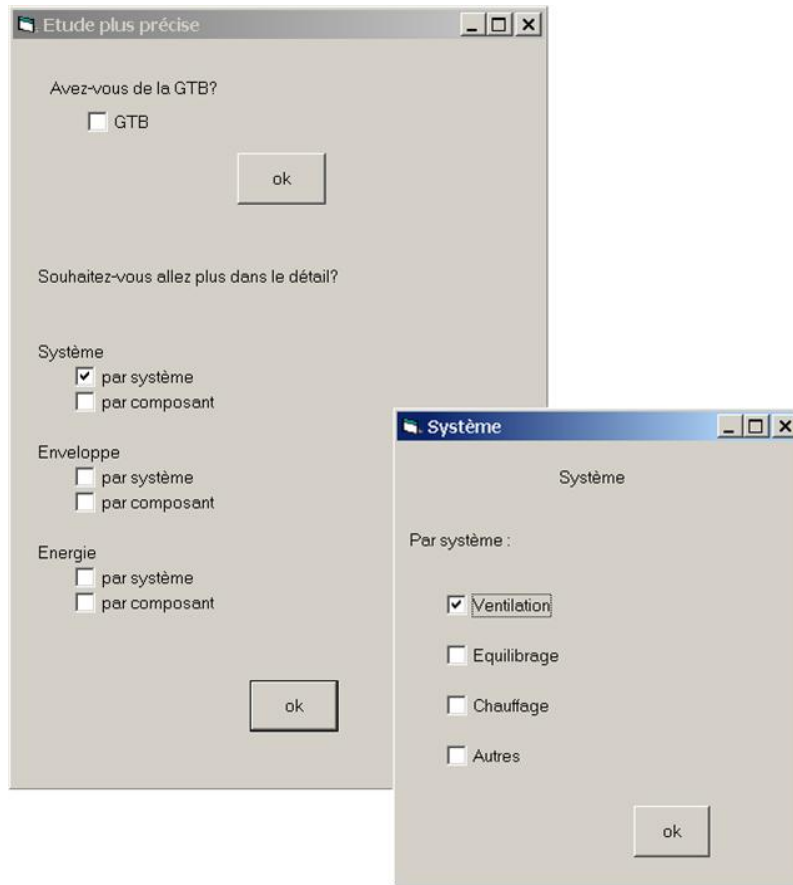 Etude plus précise
Avez-vous de la GTB?
GTB
ok
Souhaitez-vous allez plus dans le détail?
Système
par système
par composant
Enveloppe
par système
par composant
Energie
par système
par composant
ok
Système
Système
Par système :
Ventilation
Equilibrage
Chauffage
Autres
ok